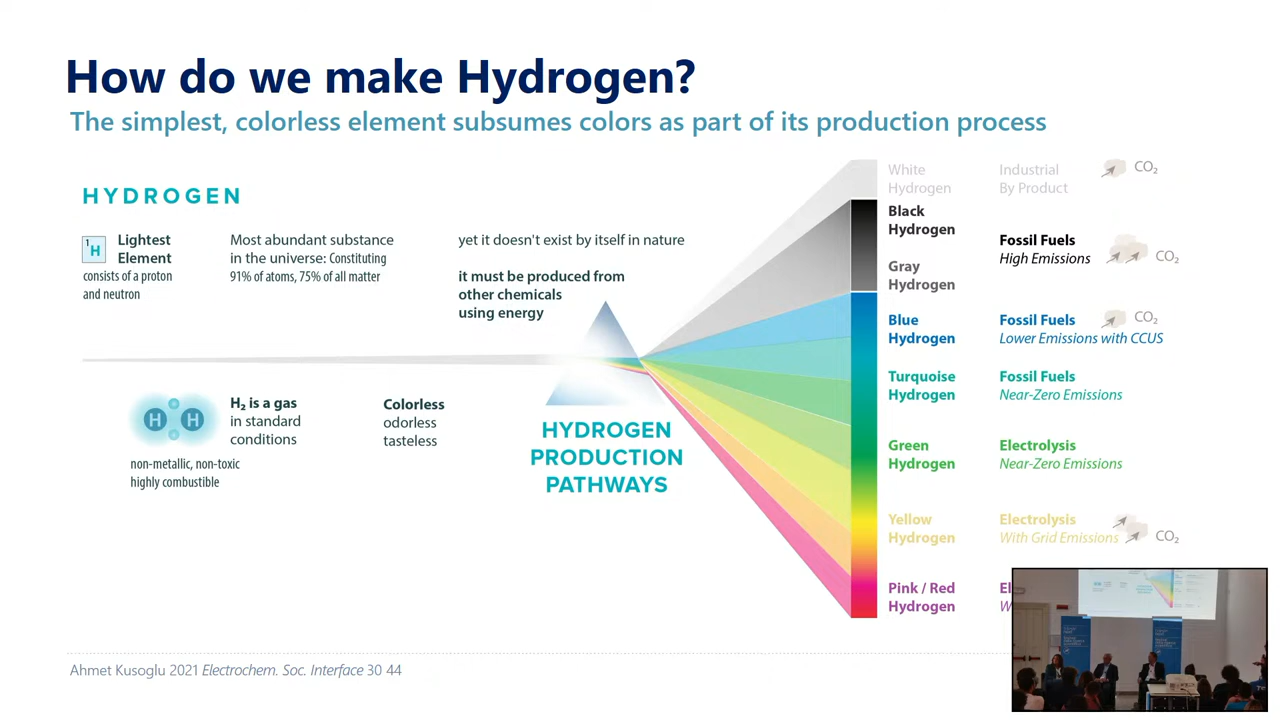 How do we make Hydrogen?
The simplest, colorless element subsumes colors as part of its production process
HYDROGEN
1
H
Lightest
Element
consists of a proton
and neutron
Most abundant substance
in the universe: Constituting
91% of atoms, 75% of all matter
yet it doesn't exist by itself in nature
it must be produced from
other chemicals
using energy
H H
H₂ is a gas
in standard
conditions
non-metallic, non-toxic
highly combustible
Colorless
odorless
tasteless
HYDROGEN
PRODUCTION
PATHWAYS
White
Hydrogen
Industrial
By Product
CO₂
Black
Hydrogen
Gray
Hydrogen
Fossil Fuels
High Emissions
CO₂
Blue
Hydrogen
Fossil Fuels
Lower Emissions with CCUS
CO₂
Turquoise
Hydrogen
Fossil Fuels
Near-Zero Emissions
Green
Hydrogen
Electrolysis
Near-Zero Emissions
Yellow
Hydrogen
Electrolysis
With Grid Emissions
CO₂
Pink / Red
Hydrogen
Ahmet Kusoglu 2021 Electrochem. Soc. Interface 30 44